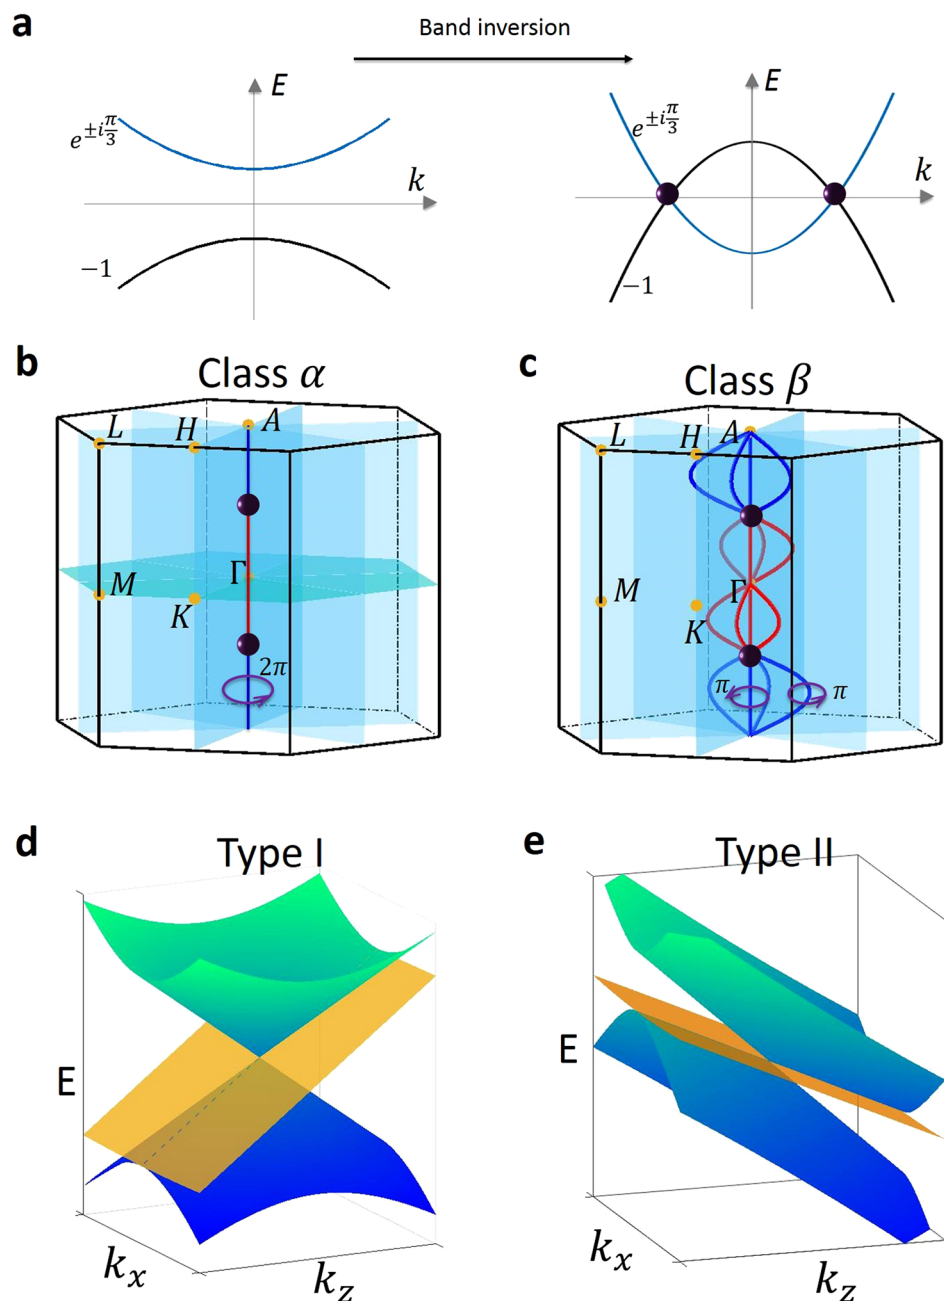 a
Band inversion
E
k
e^{±iπ/3}
−1
E
k
e^{±iπ/3}
−1
b
Class α
L
H
A
Γ
M
K
2π
c
Class β
L
H
A
Γ
M
K
π
π
d
Type I
E
k_x
k_z
e
Type II
E
k_x
k_z